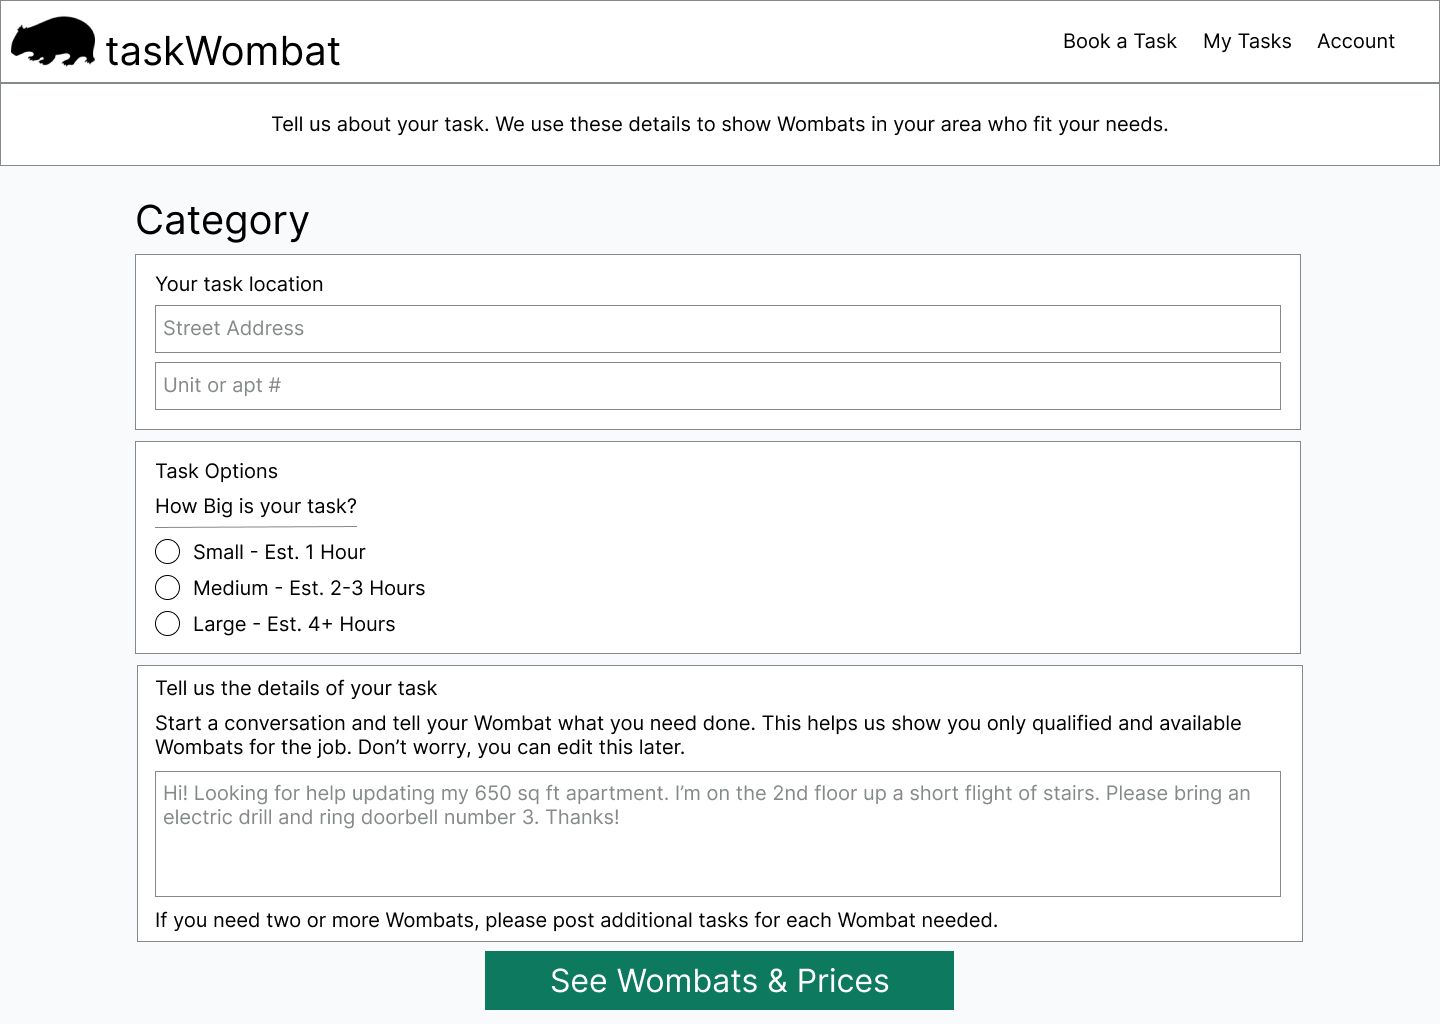 taskWombat
Book a Task
My Tasks
Account
Tell us about your task. We use these details to show Wombats in your area who fit your needs.
Category
Your task location
Street Address
Unit or apt #
Task Options
How Big is your task?
Small - Est. 1 Hour
Medium - Est. 2-3 Hours
Large - Est. 4+ Hours
Tell us the details of your task
Start a conversation and tell your Wombat what you need done. This helps us show you only qualified and available
Wombats for the job. Don’t worry, you can edit this later.
Hi! Looking for help updating my 650 sq ft apartment. I’m on the 2nd floor up a short flight of stairs. Please bring an
electric drill and ring doorbell number 3. Thanks!
If you need two or more Wombats, please post additional tasks for each Wombat needed.
See Wombats & Prices